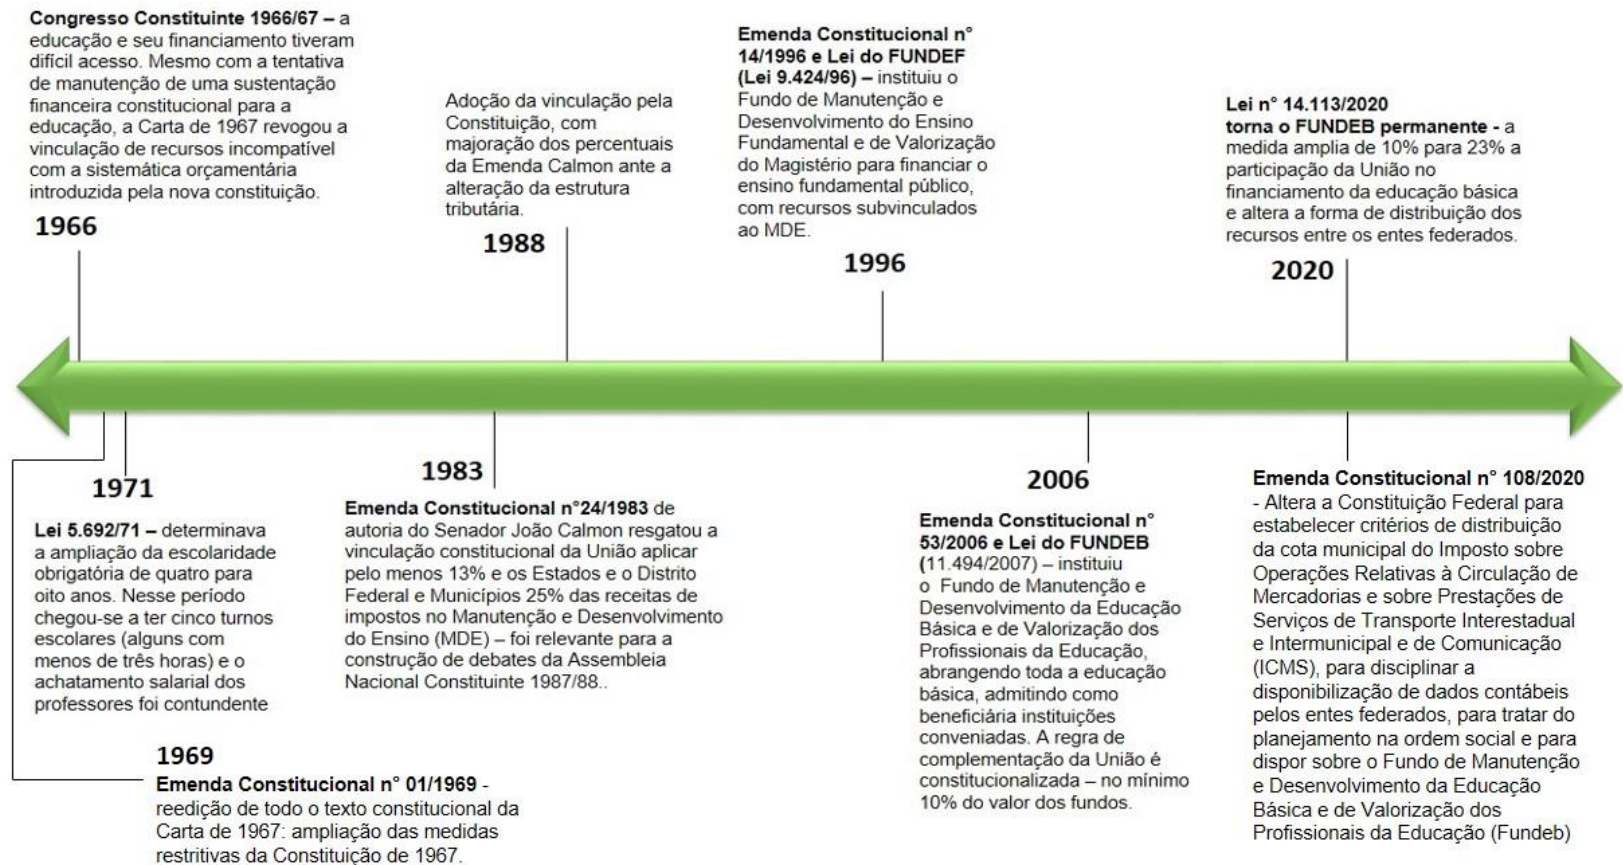 Congresso Constituinte 1966/67 – a
educação e seu financiamento tiveram
difícil acesso. Mesmo com a tentativa
de manutenção de uma sustentação
financeira constitucional para a
educação, a Carta de 1967 revogou a
vinculação de recursos incompatível
com a sistemática orçamentária
introduzida pela nova constituição.
1966
Adoção da vinculação pela
Constituição, com
majoração dos percentuais
da Emenda Calmon ante a
alteração da estrutura
tributária.
1988
Emenda Constitucional n°
14/1996 e Lei do FUNDEF
(Lei 9.424/96) – instituiu o
Fundo de Manutenção e
Desenvolvimento do Ensino
Fundamental e de Valorização
do Magistério para financiar o
ensino fundamental público,
com recursos subvinculados
ao MDE.
1996
Lei n° 14.113/2020
torna o FUNDEB permanente - a
medida amplia de 10% para 23% a
participação da União no
financiamento da educação básica
e altera a forma de distribuição dos
recursos entre os entes federados.
2020
1971
Lei 5.692/71 – determinava
a ampliação da escolaridade
obrigatória de quatro para
oito anos. Nesse período
chegou-se a ter cinco turnos
escolares (alguns com
menos de três horas) e o
achatamento salarial dos
professores foi contundente
1969
Emenda Constitucional n° 01/1969 -
reedição de todo o texto constitucional da
Carta de 1967: ampliação das medidas
restritivas da Constituição de 1967.
1983
Emenda Constitucional n°24/1983 de
autoria do Senador João Calmon resgatou a
vinculação constitucional da União aplicar
pelo menos 13% e os Estados e o Distrito
Federal e Municípios 25% das receitas de
impostos no Manutenção e Desenvolvimento
do Ensino (MDE) – foi relevante para a
construção de debates da Assembleia
Nacional Constituinte 1987/88..
2006
Emenda Constitucional n°
53/2006 e Lei do FUNDEB
(11.494/2007) – instituiu
o Fundo de Manutenção e
Desenvolvimento da Educação
Básica e de Valorização dos
Profissionais da Educação,
abrangendo toda a educação
básica, admitindo como
beneficiária instituições
conveniadas. A regra de
complementação da União é
constitucionalizada – no mínimo
10% do valor dos fundos.
Emenda Constitucional n° 108/2020
- Altera a Constituição Federal para
estabelecer critérios de distribuição
da cota municipal do Imposto sobre
Operações Relativas à Circulação de
Mercadorias e sobre Prestações de
Serviços de Transporte Interestadual
e Intermunicipal e de Comunicação
(ICMS), para disciplinar a
disponibilização de dados contábeis
pelos entes federados, para tratar do
planejamento na ordem social e para
dispor sobre o Fundo de Manutenção
e Desenvolvimento da Educação
Básica e de Valorização dos
Profissionais da Educação (Fundeb)